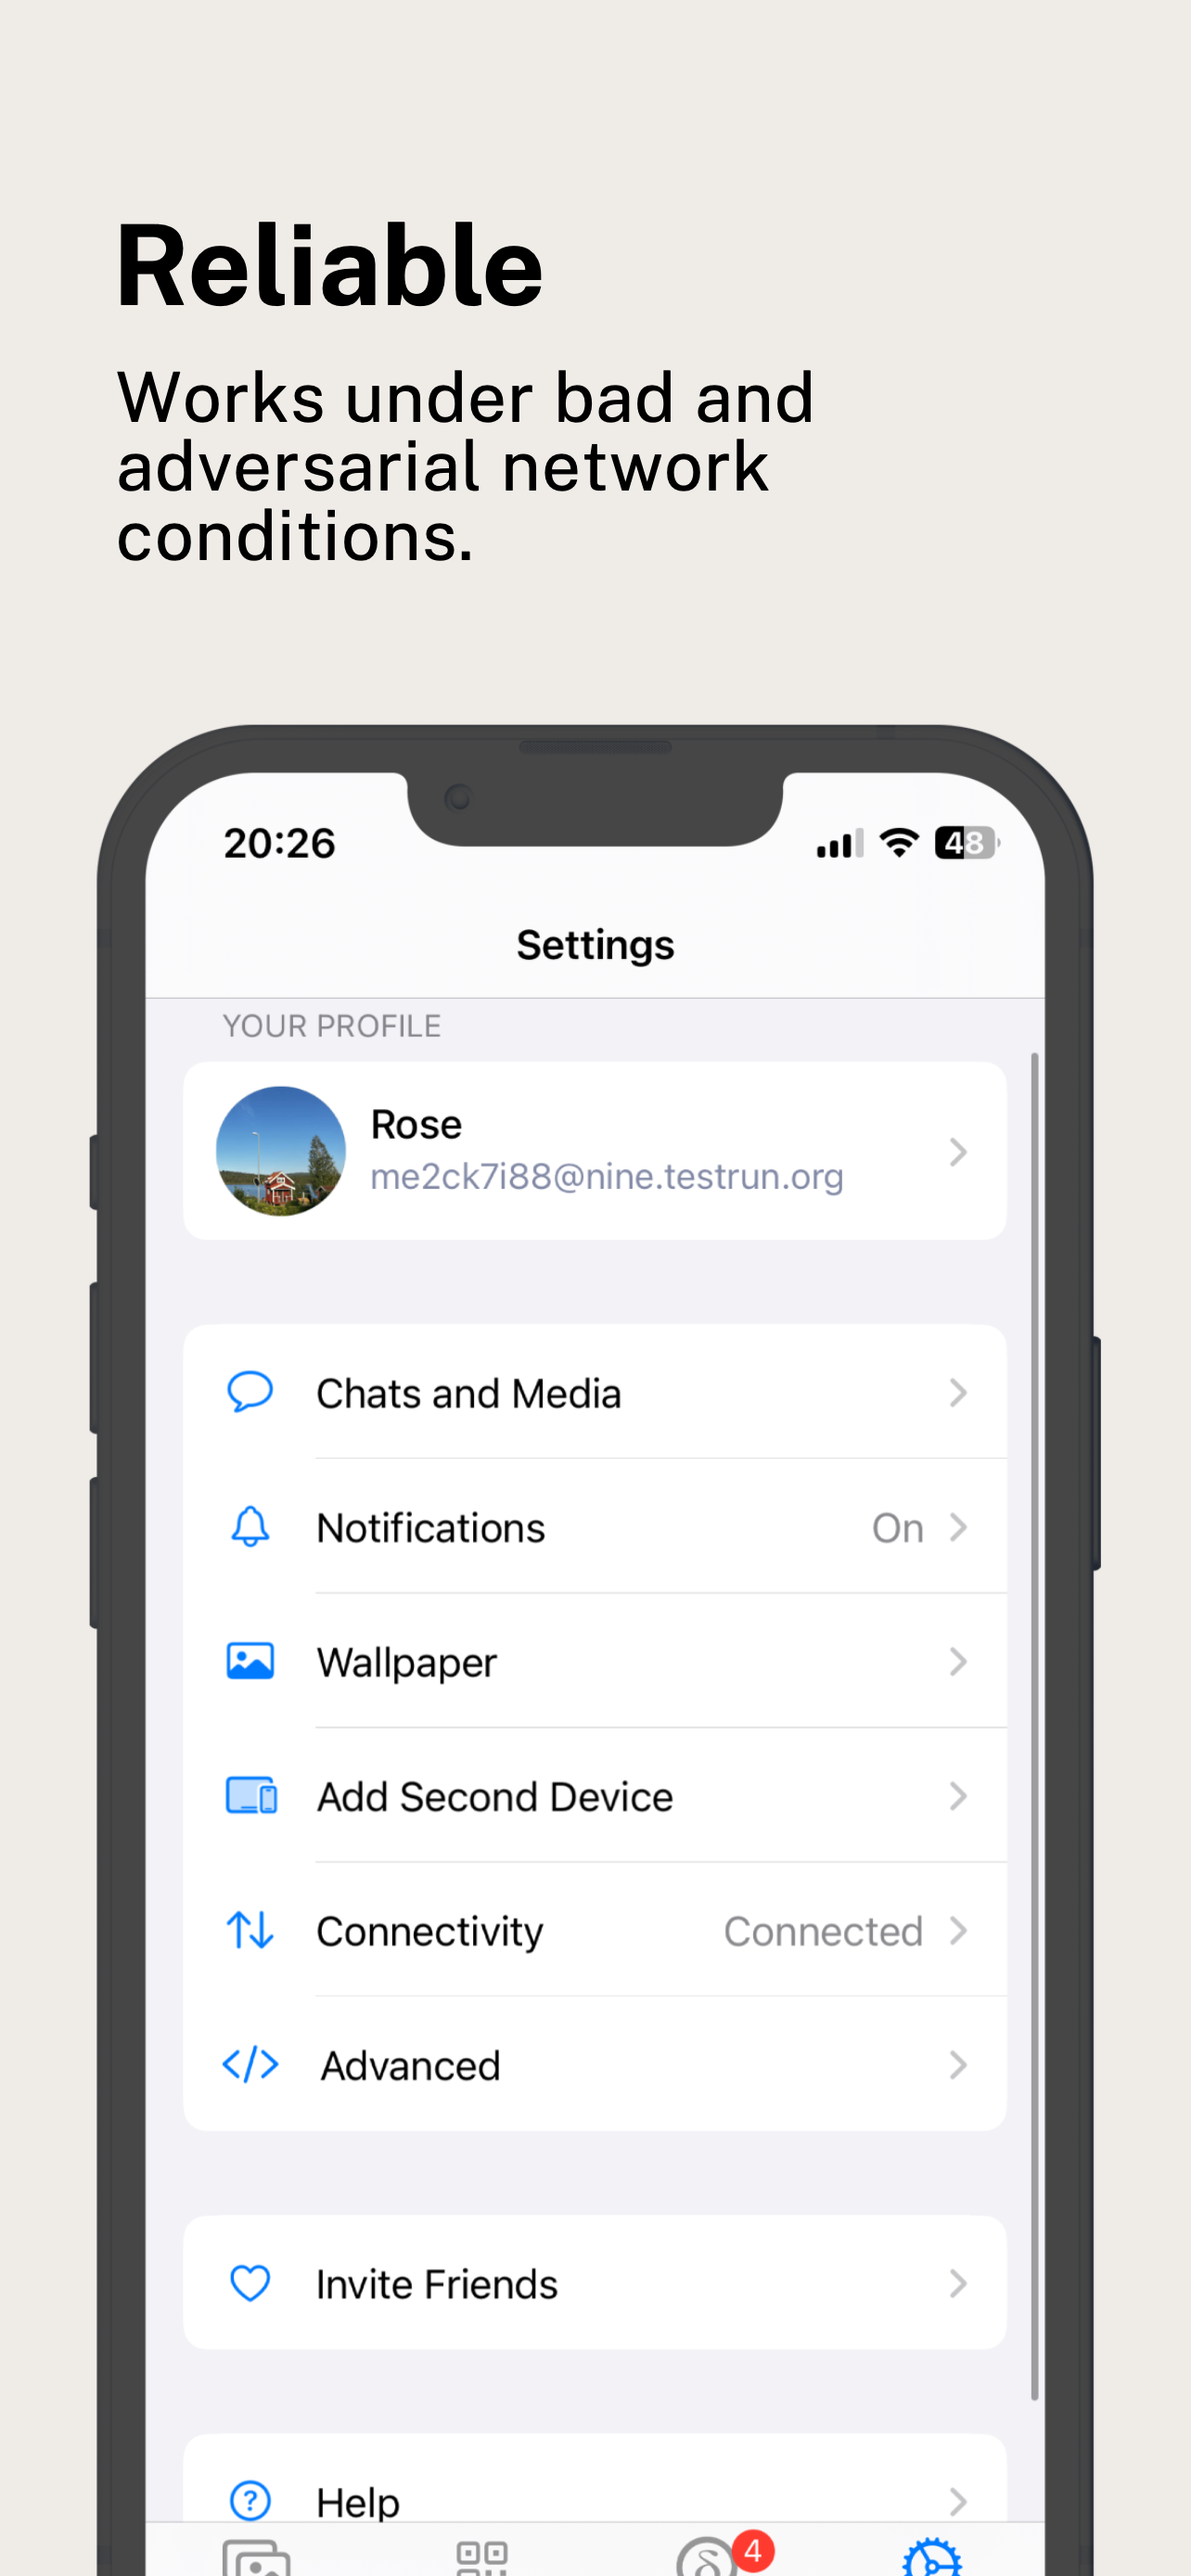 Reliable
Works under bad and
adversarial network
conditions.
20:26
48
Settings
YOUR PROFILE
Rose
me2ck7i88@nine.testrun.org
Chats and Media
Notifications On
Wallpaper
Add Second Device
Connectivity Connected
</> Advanced
Invite Friends
? Help
δ 4